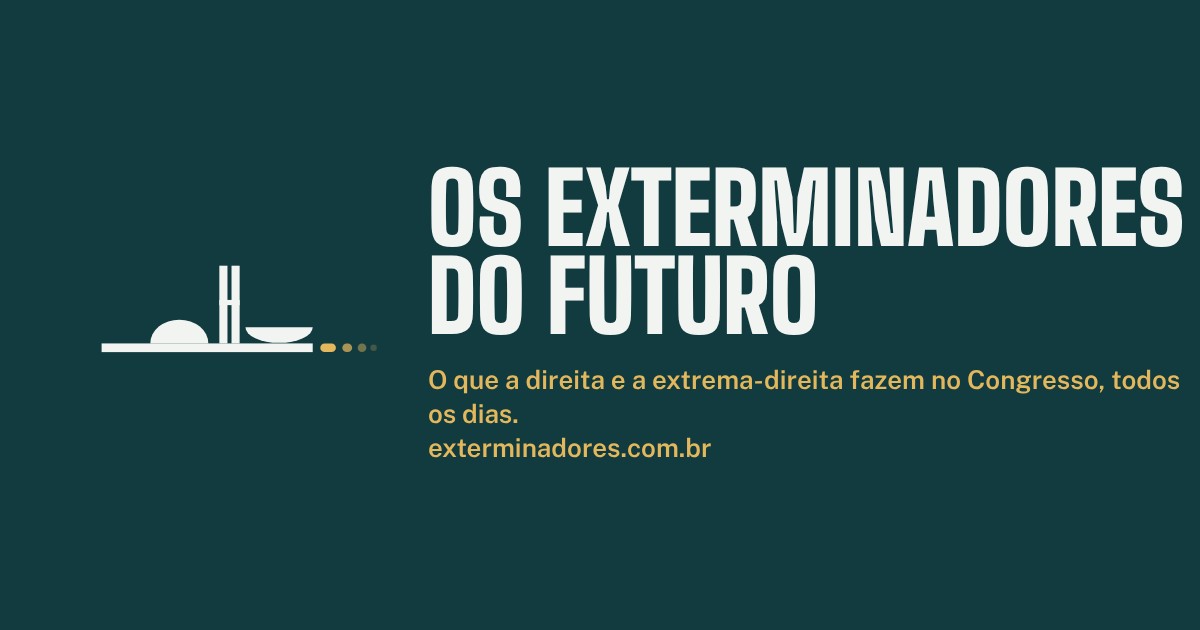 OS EXTERMINADORES
DO FUTURO
O que a direita e a extrema-direita fazem no Congresso, todos
os dias.
exterminadores.com.br